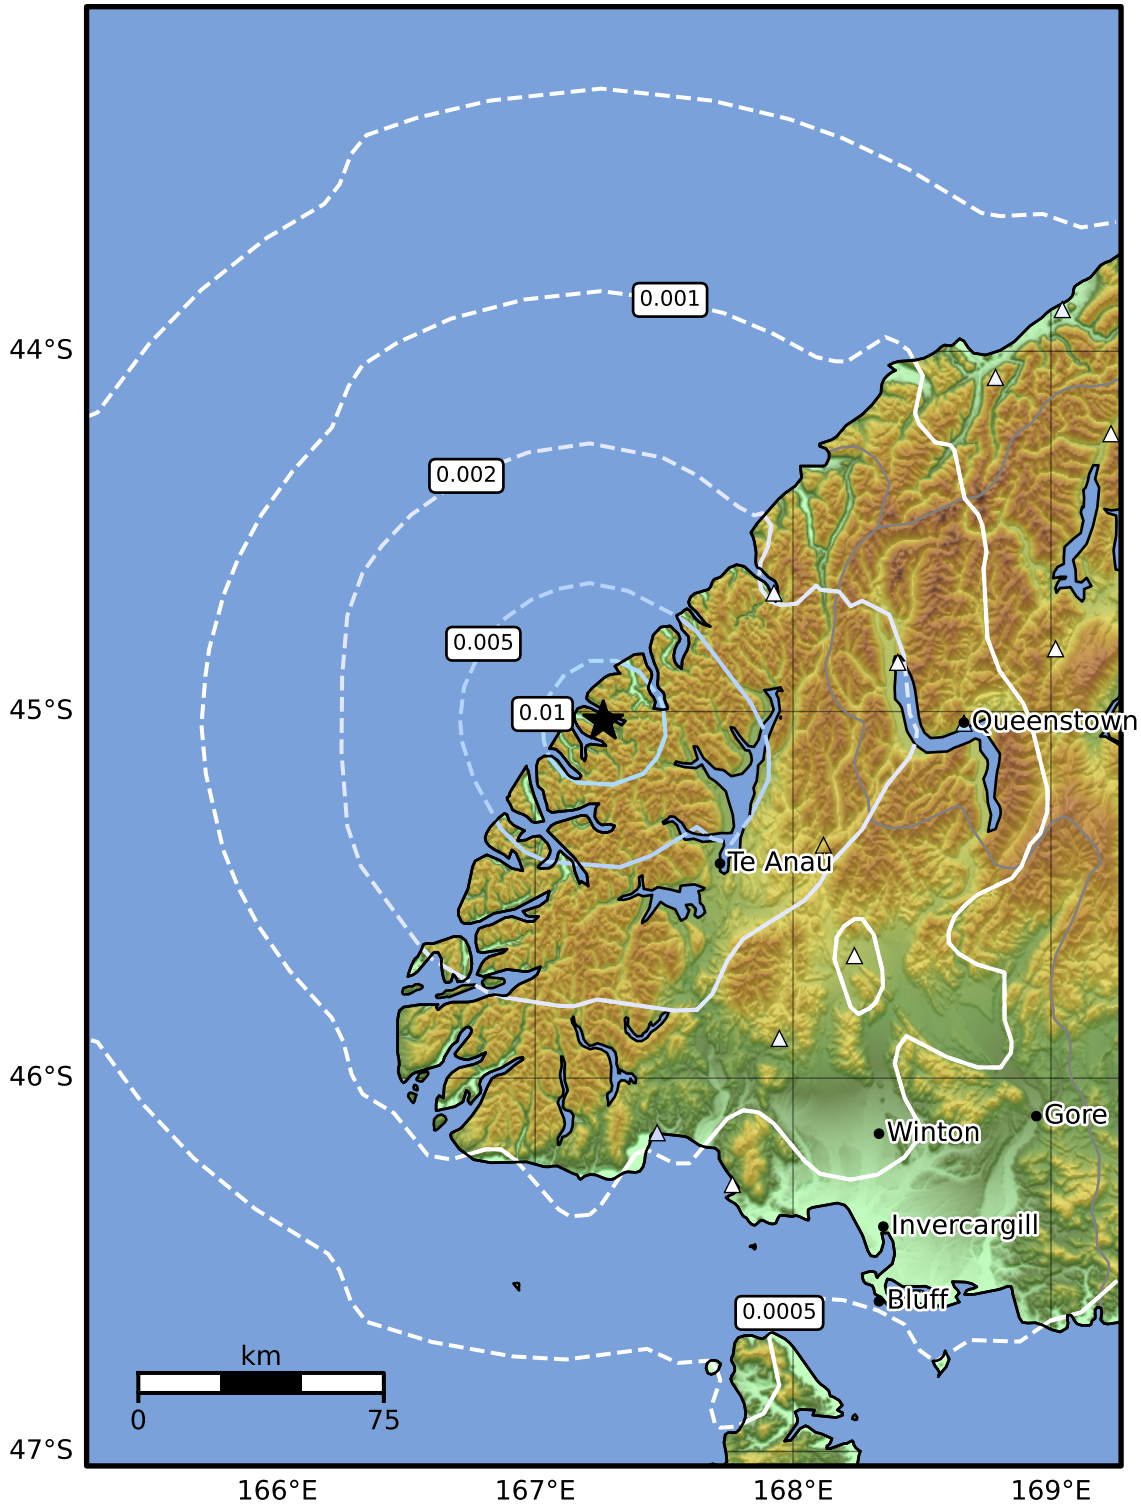 0.001
44°S
0.002
0.005
45°S
0.01
Queenstown
Te Anau
46°S
Gore
Winton
Invercargill
Bluff
0.0005
km
0 75
47°S
166°E 167°E 168°E 169°E